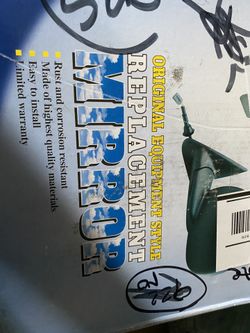 ORIGINAL EQUIPMENT STYLE
REPLACEMENT
MIRROR
Rust and corrosion resistant
Made of highest quality materials
Easy to install
Limited warranty